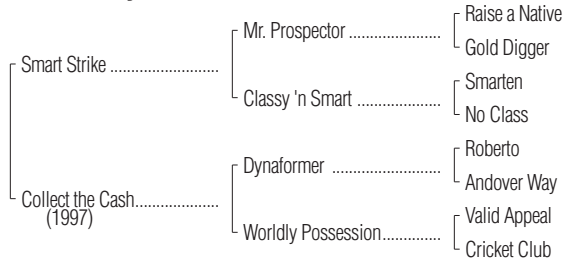 Raise a Native
Mr. Prospector ....................
Gold Digger
Smart Strike ........................
Smarten
Classy 'n Smart ..................
No Class
Roberto
Dynaformer ........................
Andover Way
Collect the Cash..................
(1997)
Valid Appeal
Worldly Possession.............
Cricket Club